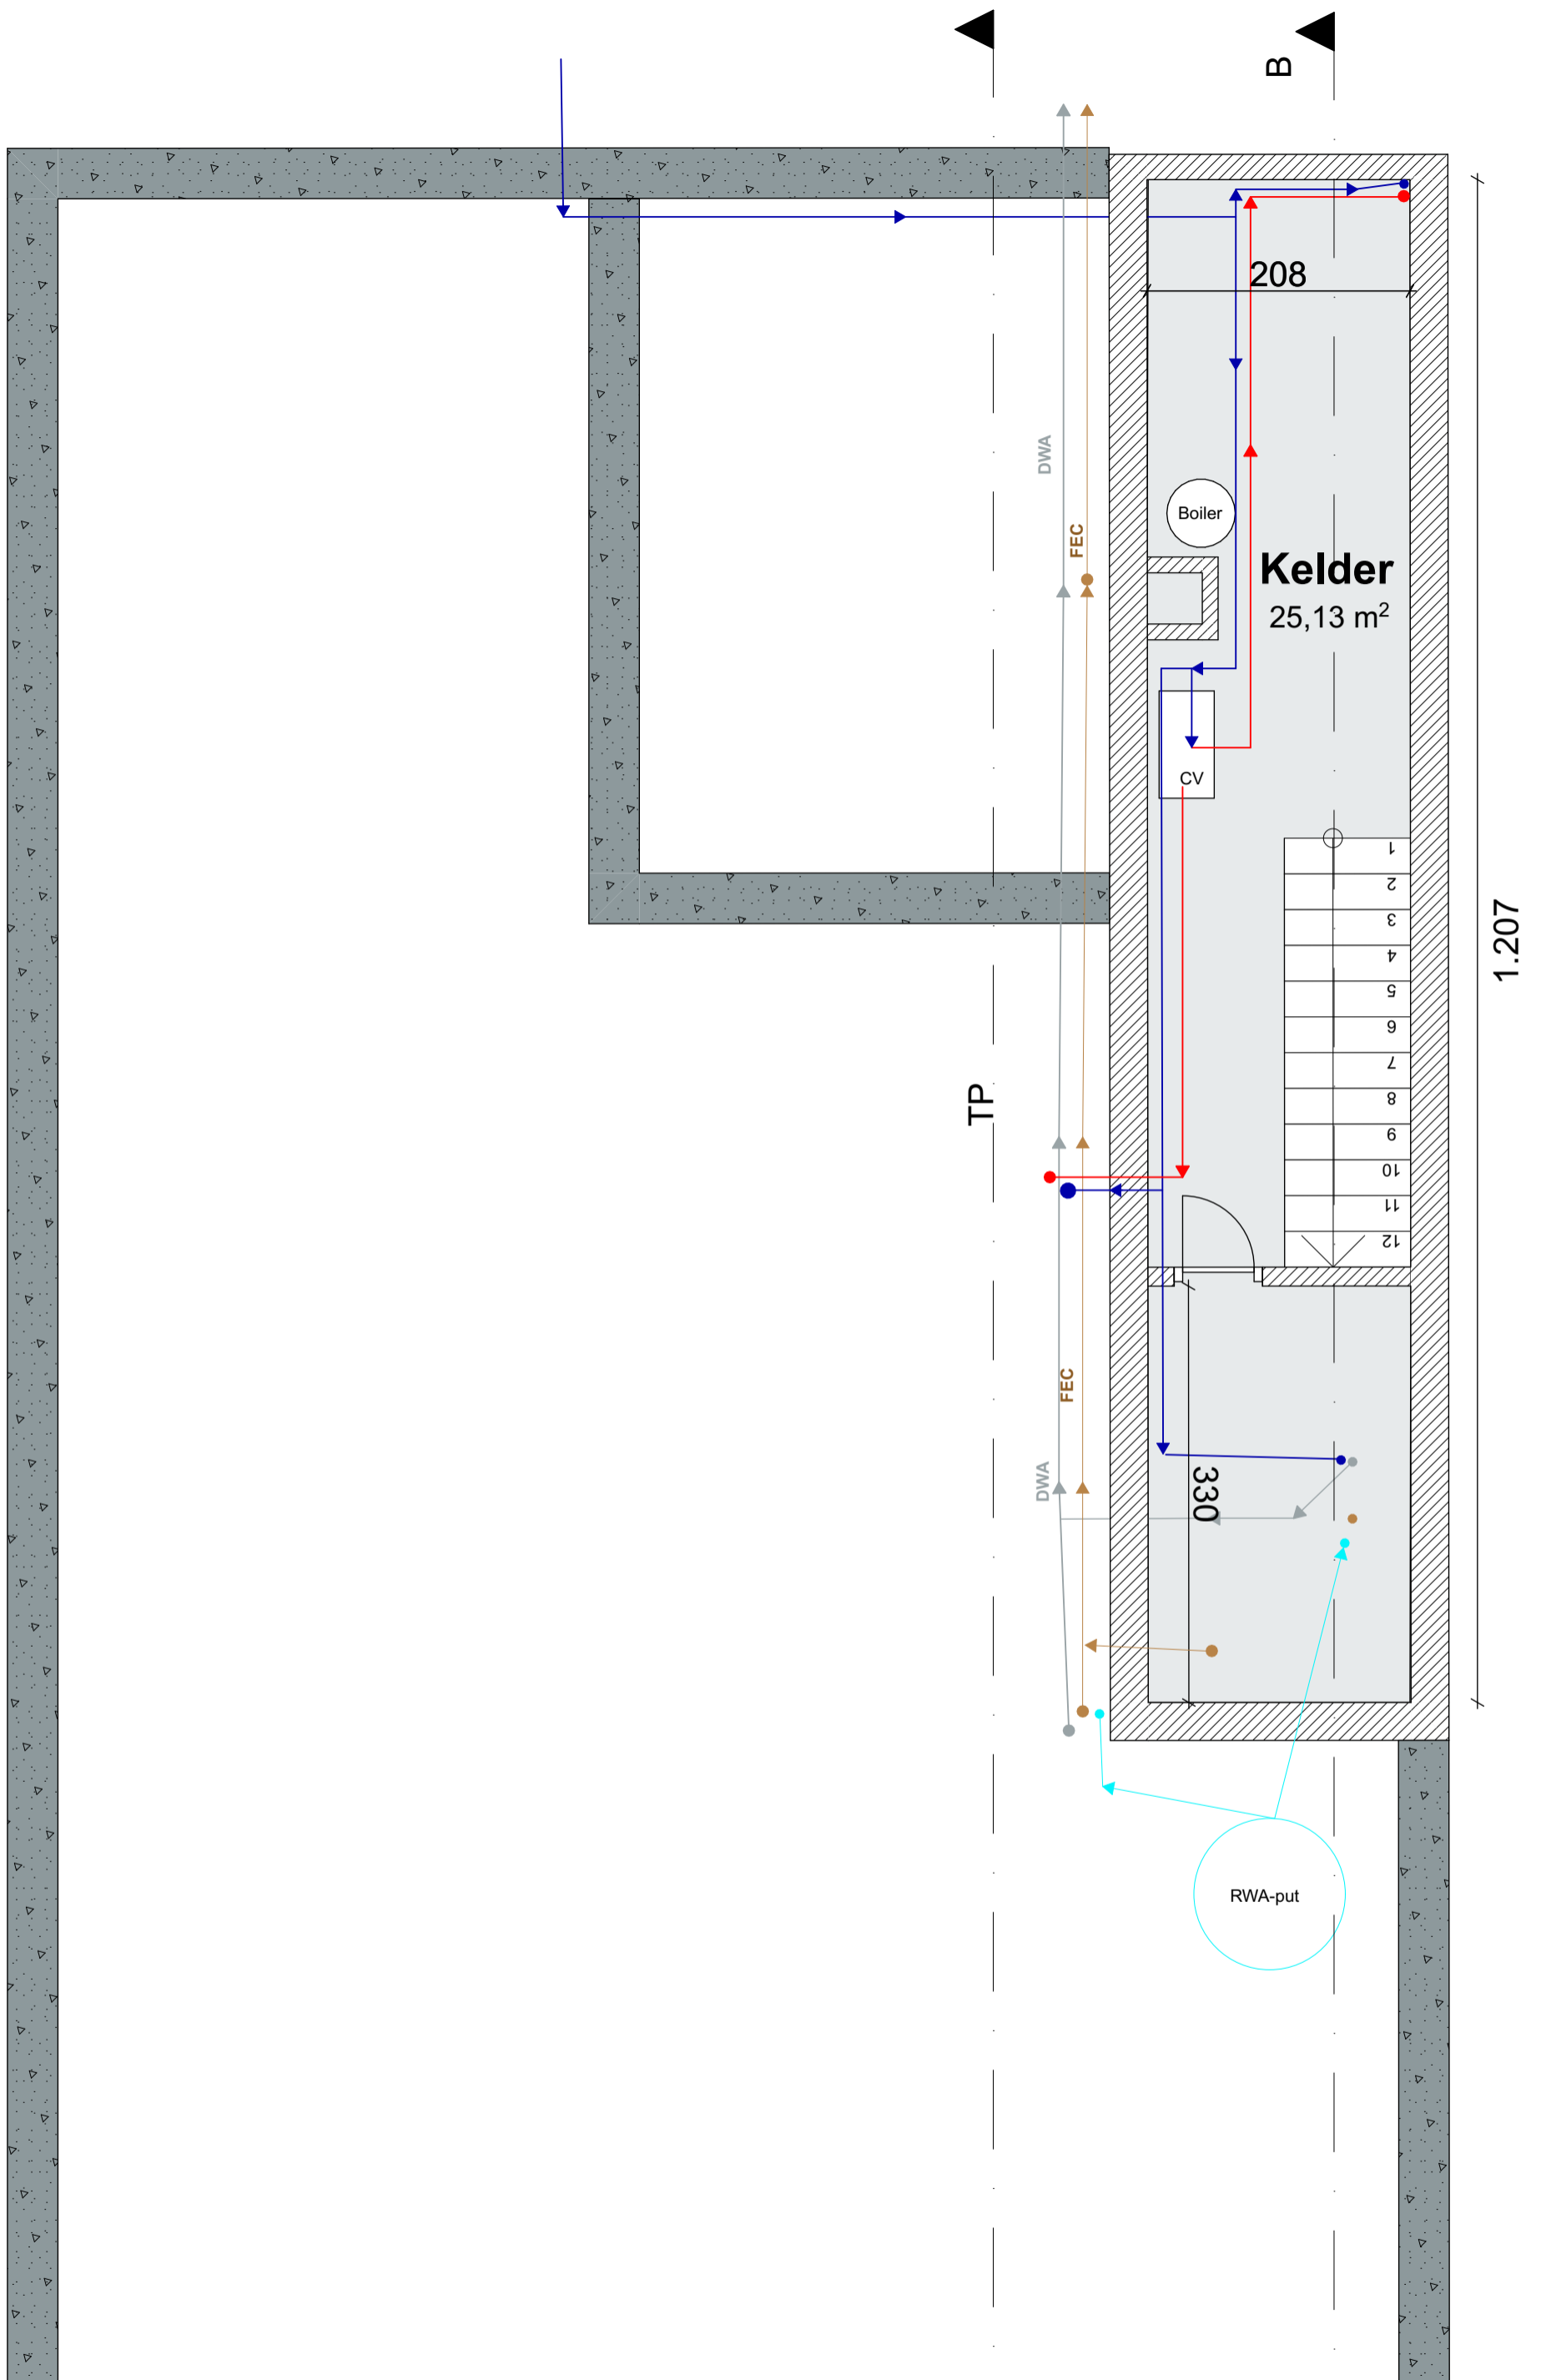 B
208
DWA
Boiler
FEC
Kelder
25,13 m²
CV
1
2
3
4
5
6
7
8
9
10
11
12
1.207
TP
FEC
DWA
330
RWA-put